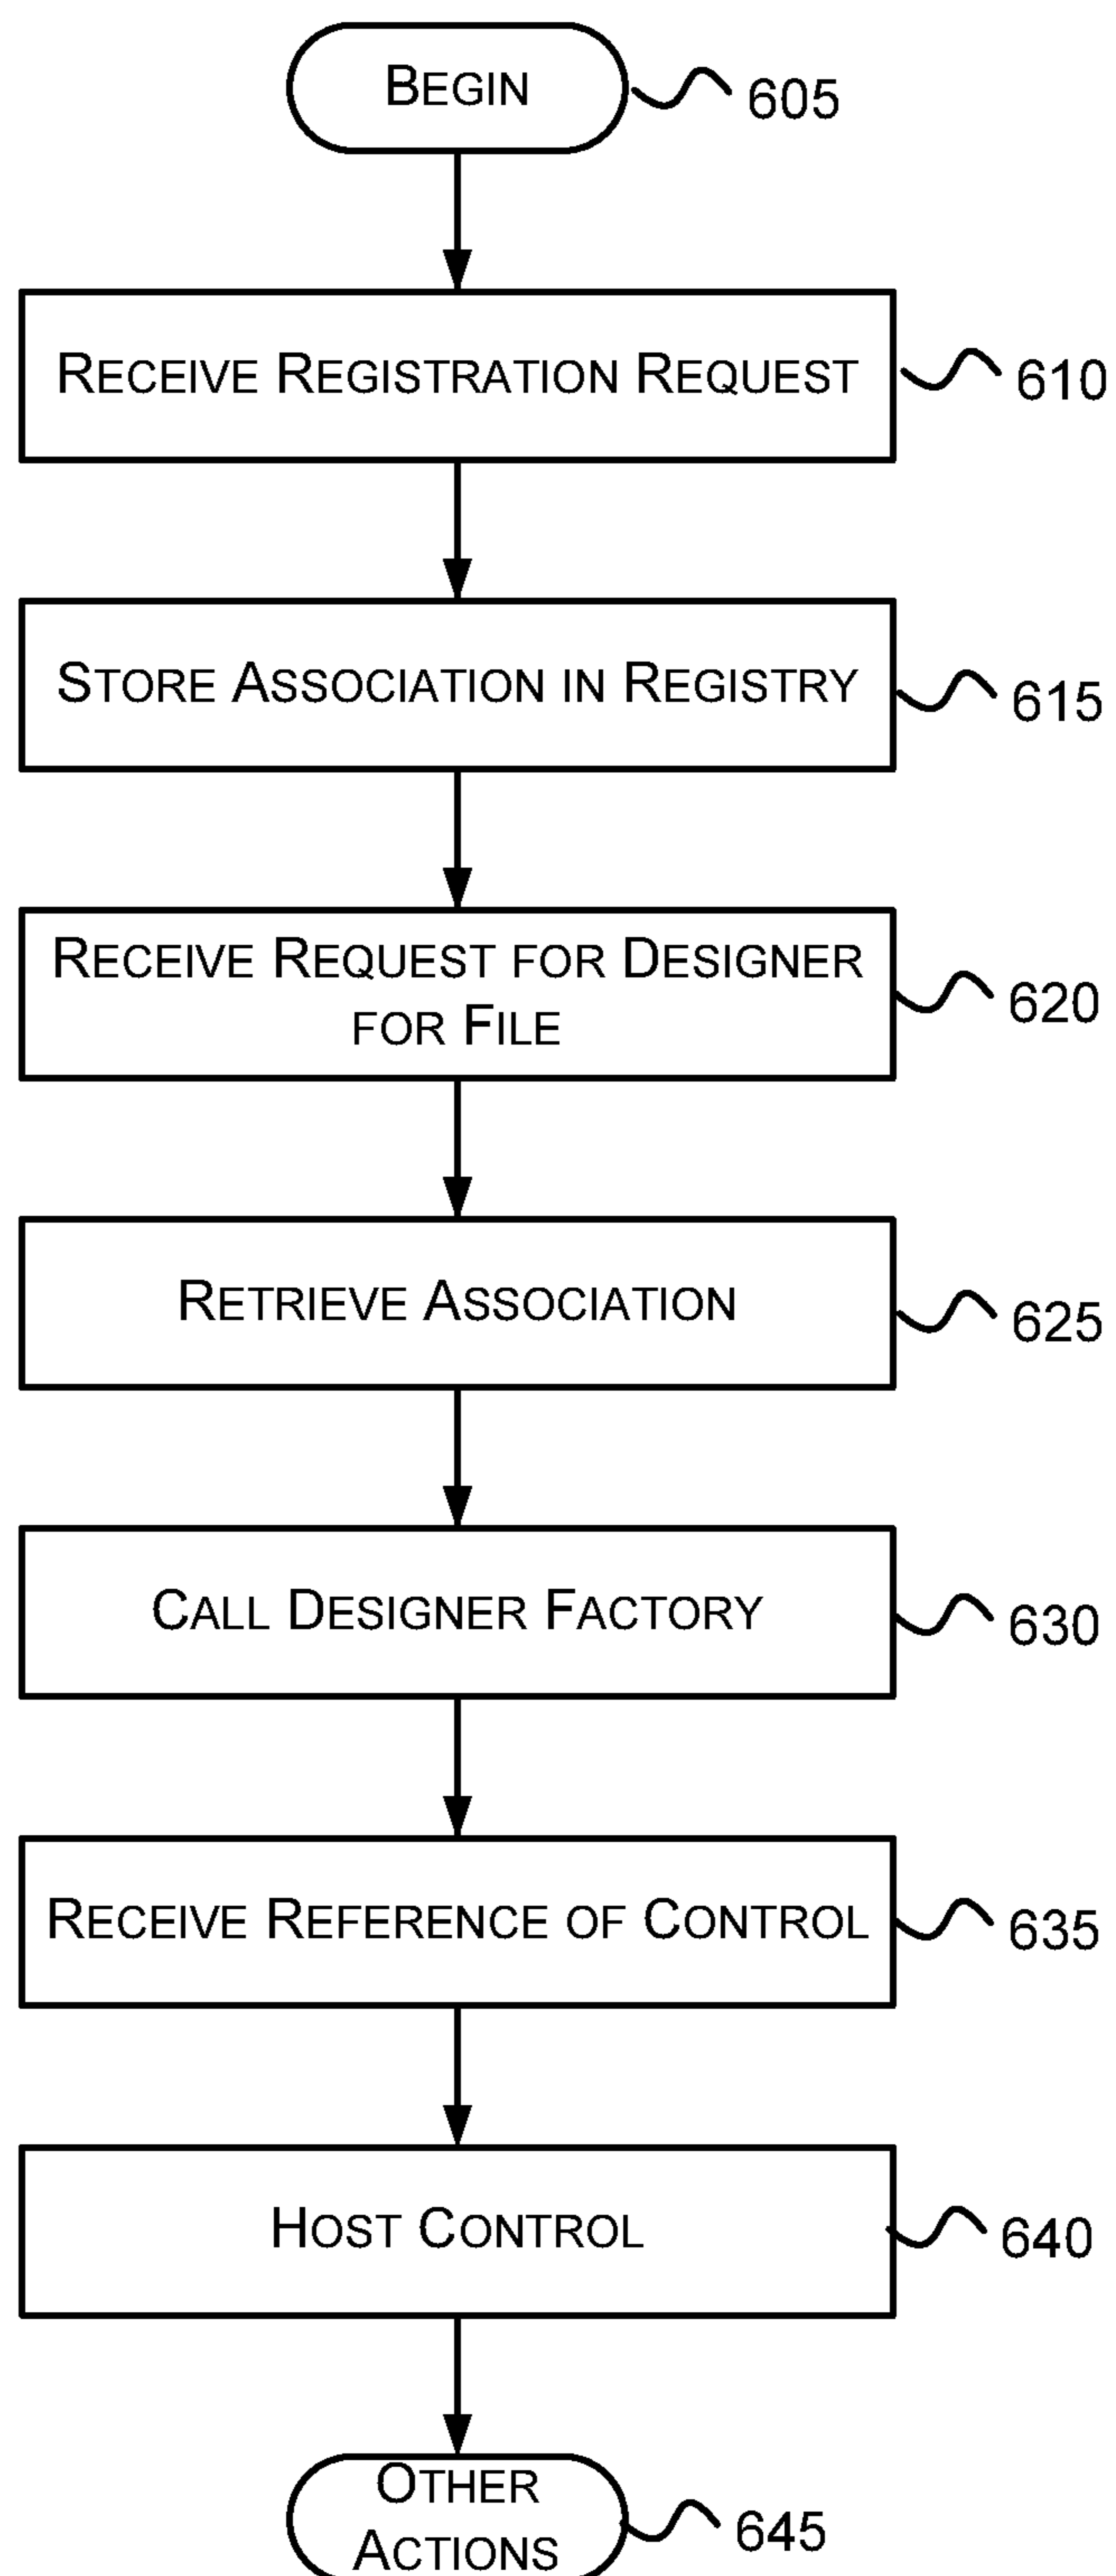 BEGIN
605
RECEIVE REGISTRATION REQUEST
610
STORE ASSOCIATION IN REGISTRY
615
RECEIVE REQUEST FOR DESIGNER
FOR FILE
620
RETRIEVE ASSOCIATION
625
CALL DESIGNER FACTORY
630
RECEIVE REFERENCE OF CONTROL
635
HOST CONTROL
640
OTHER
ACTIONS
645